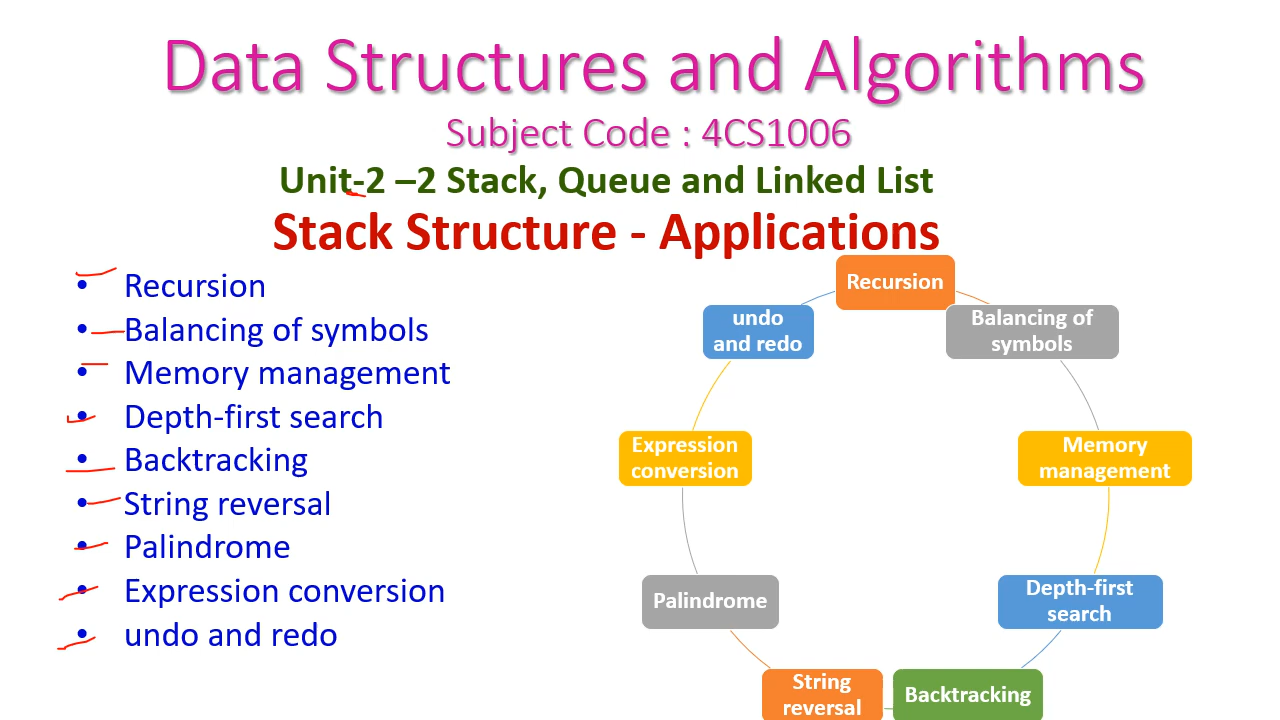 Data Structures and Algorithms
Subject Code : 4CS1006
Unit-2 –2 Stack, Queue and Linked List
Stack Structure - Applications
• Recursion
• Balancing of symbols
• Memory management
• Depth-first search
• Backtracking
• String reversal
• Palindrome
• Expression conversion
• undo and redo
Recursion
Balancing of
symbols
Memory
management
Depth-first
search
Backtracking
String
reversal
Palindrome
Expression
conversion
undo
and redo